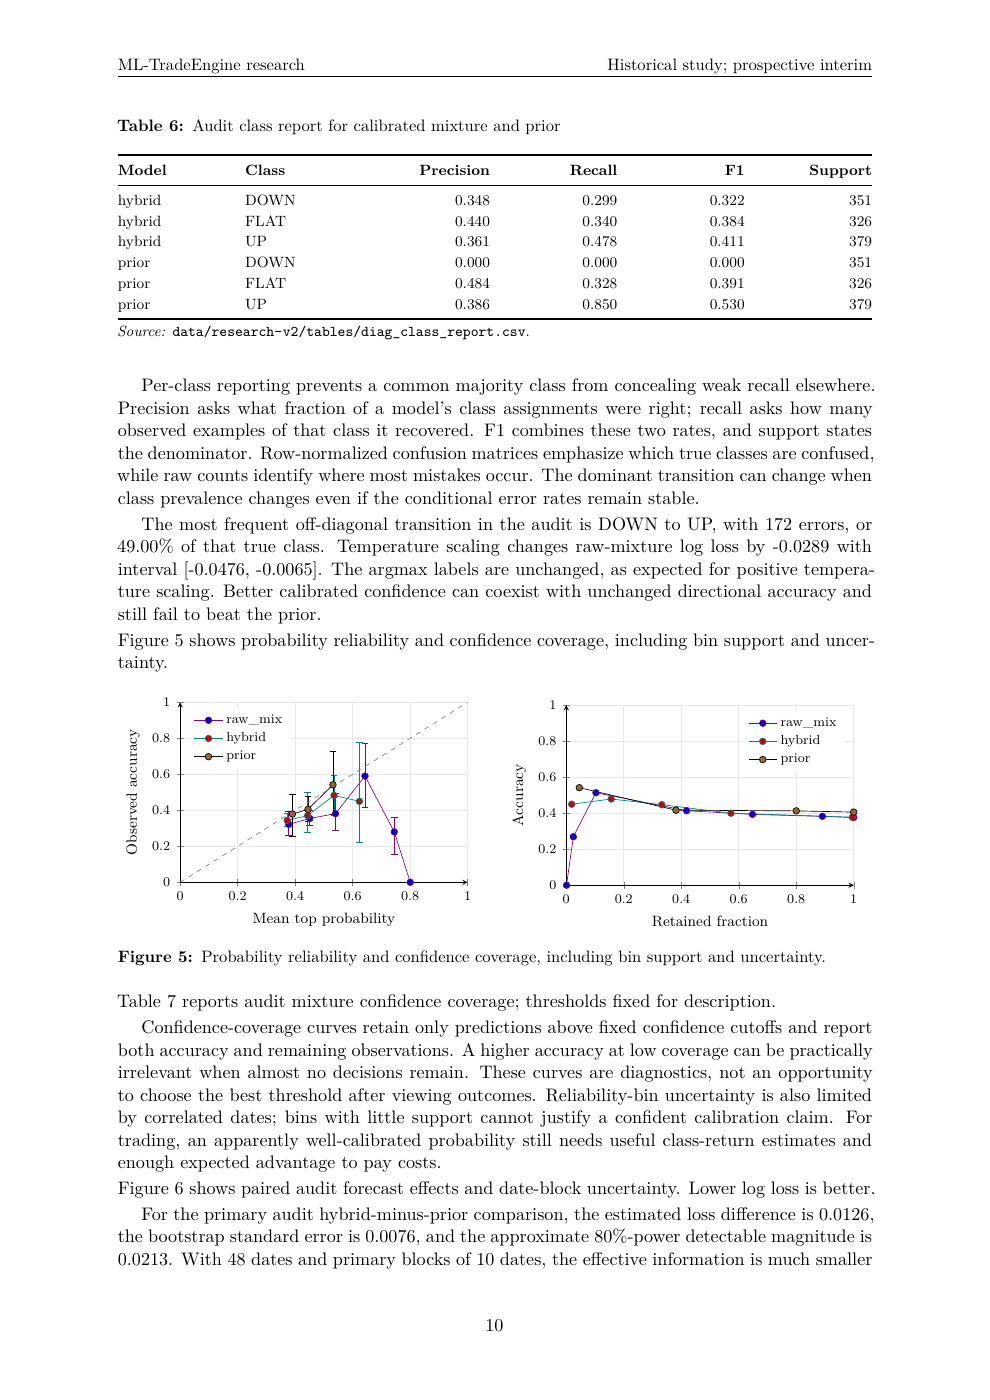 ML-TradeEngine research Historical study; prospective interim
Table 6: Audit class report for calibrated mixture and prior
Model Class Precision Recall F1 Support
hybrid DOWN 0.348 0.299 0.322 351
hybrid FLAT 0.440 0.340 0.384 326
hybrid UP 0.361 0.478 0.411 379
prior DOWN 0.000 0.000 0.000 351
prior FLAT 0.484 0.328 0.391 326
prior UP 0.386 0.850 0.530 379
Source: data/research-v2/tables/diag_class_report.csv.
Per-class reporting prevents a common majority class from concealing weak recall elsewhere.
Precision asks what fraction of a model's class assignments were right; recall asks how many
observed examples of that class it recovered. F1 combines these two rates, and support states
the denominator. Row-normalized confusion matrices emphasize which true classes are confused,
while raw counts identify where most mistakes occur. The dominant transition can change when
class prevalence changes even if the conditional error rates remain stable.
The most frequent off-diagonal transition in the audit is DOWN to UP, with 172 errors, or
49.00% of that true class. Temperature scaling changes raw-mixture log loss by -0.0289 with
interval [-0.0476, -0.0065]. The argmax labels are unchanged, as expected for positive tempera-
ture scaling. Better calibrated confidence can coexist with unchanged directional accuracy and
still fail to beat the prior.
Figure 5 shows probability reliability and confidence coverage, including bin support and uncer-
tainty.
Observed accuracy
1
0.8
0.6
0.4
0.2
0
raw_mix
hybrid
prior
0 0.2 0.4 0.6 0.8 1
Mean top probability
Accuracy
1
0.8
0.6
0.4
0.2
0
raw_mix
hybrid
prior
0 0.2 0.4 0.6 0.8 1
Retained fraction
Figure 5: Probability reliability and confidence coverage, including bin support and uncertainty.
Table 7 reports audit mixture confidence coverage; thresholds fixed for description.
Confidence-coverage curves retain only predictions above fixed confidence cutoffs and report
both accuracy and remaining observations. A higher accuracy at low coverage can be practically
irrelevant when almost no decisions remain. These curves are diagnostics, not an opportunity
to choose the best threshold after viewing outcomes. Reliability-bin uncertainty is also limited
by correlated dates; bins with little support cannot justify a confident calibration claim. For
trading, an apparently well-calibrated probability still needs useful class-return estimates and
enough expected advantage to pay costs.
Figure 6 shows paired audit forecast effects and date-block uncertainty. Lower log loss is better.
For the primary audit hybrid-minus-prior comparison, the estimated loss difference is 0.0126,
the bootstrap standard error is 0.0076, and the approximate 80%-power detectable magnitude is
0.0213. With 48 dates and primary blocks of 10 dates, the effective information is much smaller
10